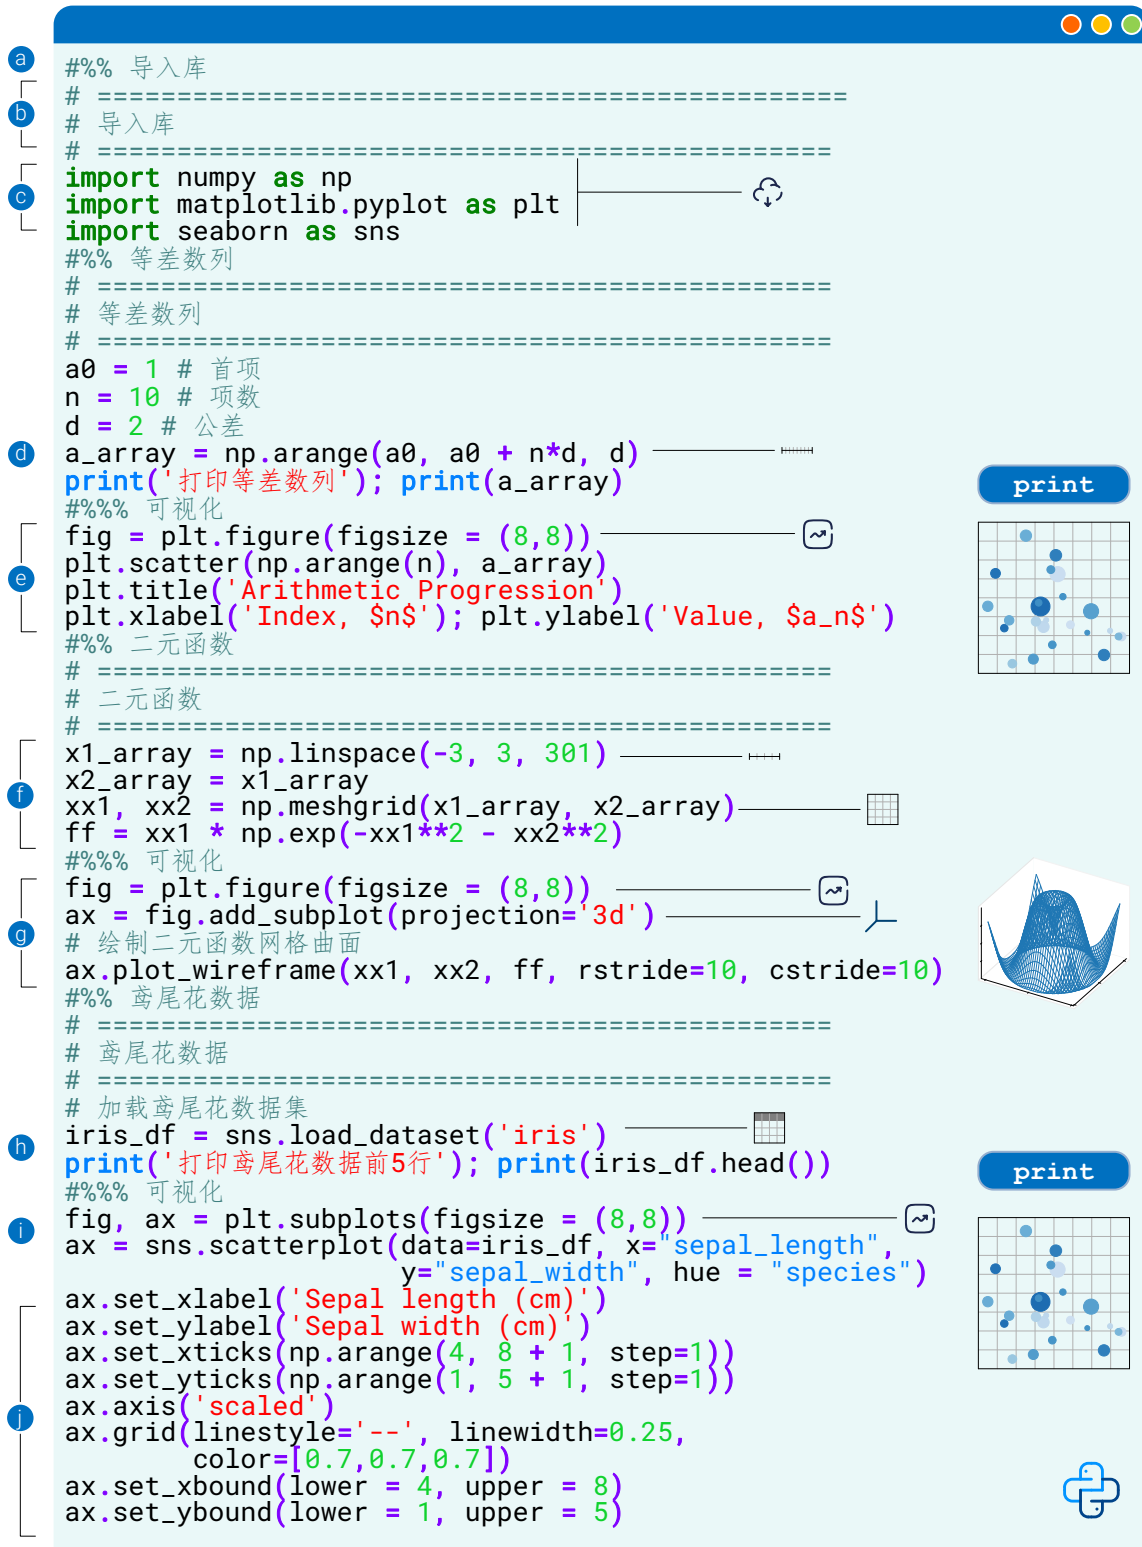 a
#%% 导入库
# ===============================================
b
# 导入库
# ==============================================
import numpy as np
c
import matplotlib.pyplot as plt
import seaborn as sns
#%% 等差数列
# ==============================================
# 等差数列
# ==============================================
a0 = 1 # 首项
n = 10 # 项数
d = 2 # 公差
d
a_array = np.arange(a0, a0 + n*d, d)
print('打印等差数列'); print(a_array)
print
#%%% 可视化
fig = plt.figure(figsize = (8,8))
plt.scatter(np.arange(n), a_array)
e
plt.title('Arithmetic Progression')
plt.xlabel('Index, $n$'); plt.ylabel('Value, $a_n$')
#%% 二元函数
# ==============================================
# 二元函数
# ==============================================
x1_array = np.linspace(-3, 3, 301)
x2_array = x1_array
f
xx1, xx2 = np.meshgrid(x1_array, x2_array)
ff = xx1 * np.exp(-xx1**2 - xx2**2)
#%%% 可视化
fig = plt.figure(figsize = (8,8))
ax = fig.add_subplot(projection='3d')
g
# 绘制二元函数网格曲面
ax.plot_wireframe(xx1, xx2, ff, rstride=10, cstride=10)
#%% 鸢尾花数据
# ==============================================
# 鸢尾花数据
# ==============================================
# 加载鸢尾花数据集
iris_df = sns.load_dataset('iris')
h
print('打印鸢尾花数据前5行'); print(iris_df.head())
print
#%%% 可视化
fig, ax = plt.subplots(figsize = (8,8))
i
ax = sns.scatterplot(data=iris_df, x="sepal_length",
y="sepal_width", hue = "species")
ax.set_xlabel('Sepal length (cm)')
ax.set_ylabel('Sepal width (cm)')
ax.set_xticks(np.arange(4, 8 + 1, step=1))
ax.set_yticks(np.arange(1, 5 + 1, step=1))
ax.axis('scaled')
j
ax.grid(linestyle='--', linewidth=0.25,
color=[0.7,0.7,0.7])
ax.set_xbound(lower = 4, upper = 8)
ax.set_ybound(lower = 1, upper = 5)